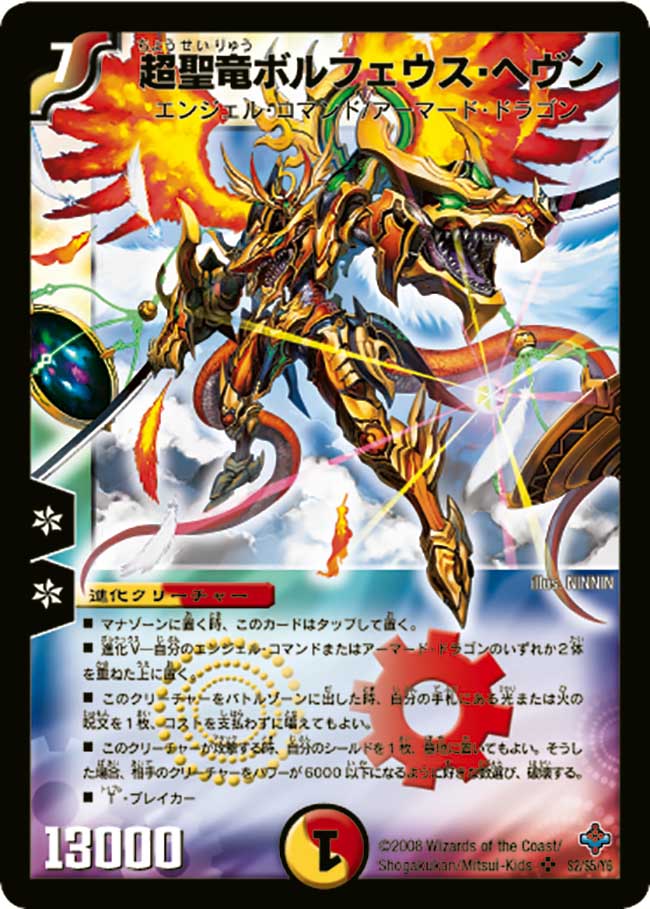 7
ちょうせいりゅう
超聖竜ボルフェウス・ヘヴン
エンジェル・コマンド/アーマード・ドラゴン
illus. NINNIN
進化クリーチャー
■ マナゾーンに置く時、このカードはタップして置く。
■ 進化V－自分のエンジェル・コマンドまたはアーマード・ドラゴンのいずれか2体
を重ねた上に置く。
■ このクリーチャーをバトルゾーンに出した時、自分の手札にある光または火の
呪文を1枚、コストを支払わずに唱えてもよい。
■ このクリーチャーが攻撃する時、自分のシールドを1枚、墓地に置いてもよい。そうし
た場合、相手のクリーチャーをパワーが6000以下になるように好きな数選び、破壊する。
■ T・ブレイカー
13000
1
©2008 Wizards of the Coast/
Shogakukan/Mitsui-Kids S2/S5/Y6